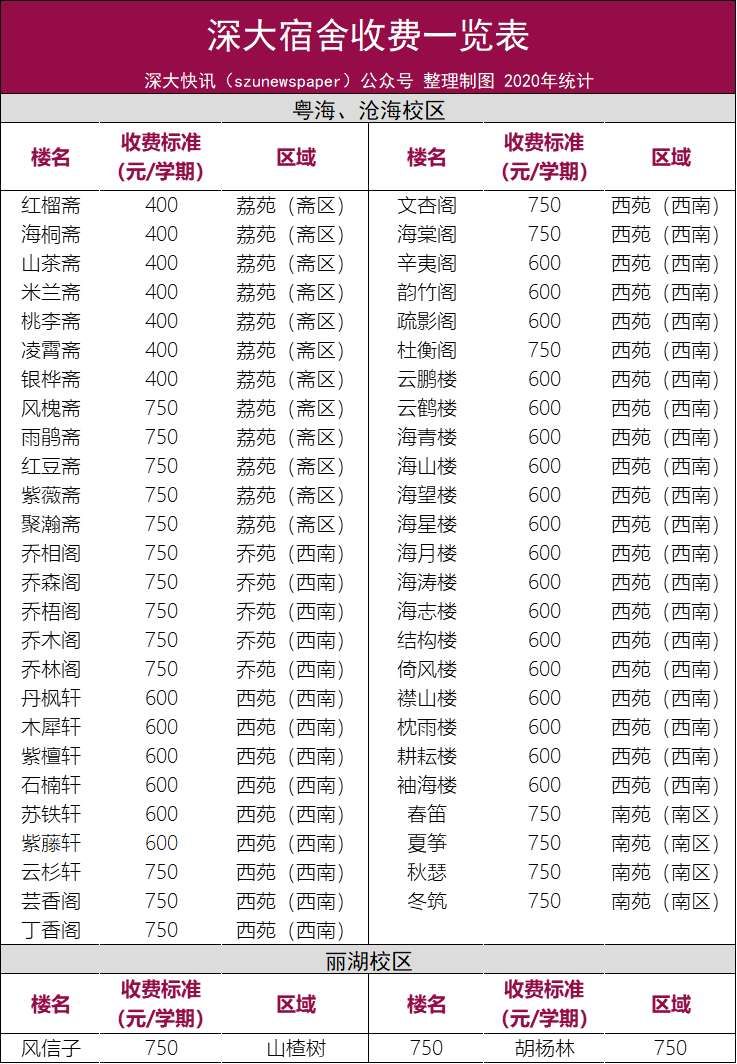 深大宿舍收费一览表
深大快讯（szunewspaper）公众号 整理制图 2020年统计
粤海、沧海校区
楼名 收费标准(元/学期) 区域 楼名 收费标准(元/学期) 区域
红榴斋 400 荔苑（斋区） 文杏阁 750 西苑（西南）
海桐斋 400 荔苑（斋区） 海棠阁 750 西苑（西南）
山茶斋 400 荔苑（斋区） 辛夷阁 600 西苑（西南）
米兰斋 400 荔苑（斋区） 韵竹阁 600 西苑（西南）
桃李斋 400 荔苑（斋区） 疏影阁 600 西苑（西南）
凌霄斋 400 荔苑（斋区） 杜衡阁 750 西苑（西南）
银桦斋 400 荔苑（斋区） 云鹏楼 600 西苑（西南）
风槐斋 750 荔苑（斋区） 云鹤楼 600 西苑（西南）
雨鹃斋 750 荔苑（斋区） 海青楼 600 西苑（西南）
红豆斋 750 荔苑（斋区） 海山楼 600 西苑（西南）
紫薇斋 750 荔苑（斋区） 海望楼 600 西苑（西南）
聚瀚斋 750 荔苑（斋区） 海星楼 600 西苑（西南）
乔相阁 750 乔苑（西南） 海月楼 600 西苑（西南）
乔森阁 750 乔苑（西南） 海涛楼 600 西苑（西南）
乔梧阁 750 乔苑（西南） 海志楼 600 西苑（西南）
乔木阁 750 乔苑（西南） 结构楼 600 西苑（西南）
乔林阁 750 乔苑（西南） 倚风楼 600 西苑（西南）
丹枫轩 600 西苑（西南） 襟山楼 600 西苑（西南）
木犀轩 600 西苑（西南） 枕雨楼 600 西苑（西南）
紫檀轩 600 西苑（西南） 耕耘楼 600 西苑（西南）
石楠轩 600 西苑（西南） 袖海楼 600 西苑（西南）
苏铁轩 600 西苑（西南） 春笛 750 南苑（南区）
紫藤轩 600 西苑（西南） 夏筝 750 南苑（南区）
云杉轩 750 西苑（西南） 秋瑟 750 南苑（南区）
芸香阁 750 西苑（西南） 冬筑 750 南苑（南区）
丁香阁 750 西苑（西南）
丽湖校区
楼名 收费标准(元/学期) 区域 楼名 收费标准(元/学期) 区域
风信子 750 山楂树 750 胡杨林 750